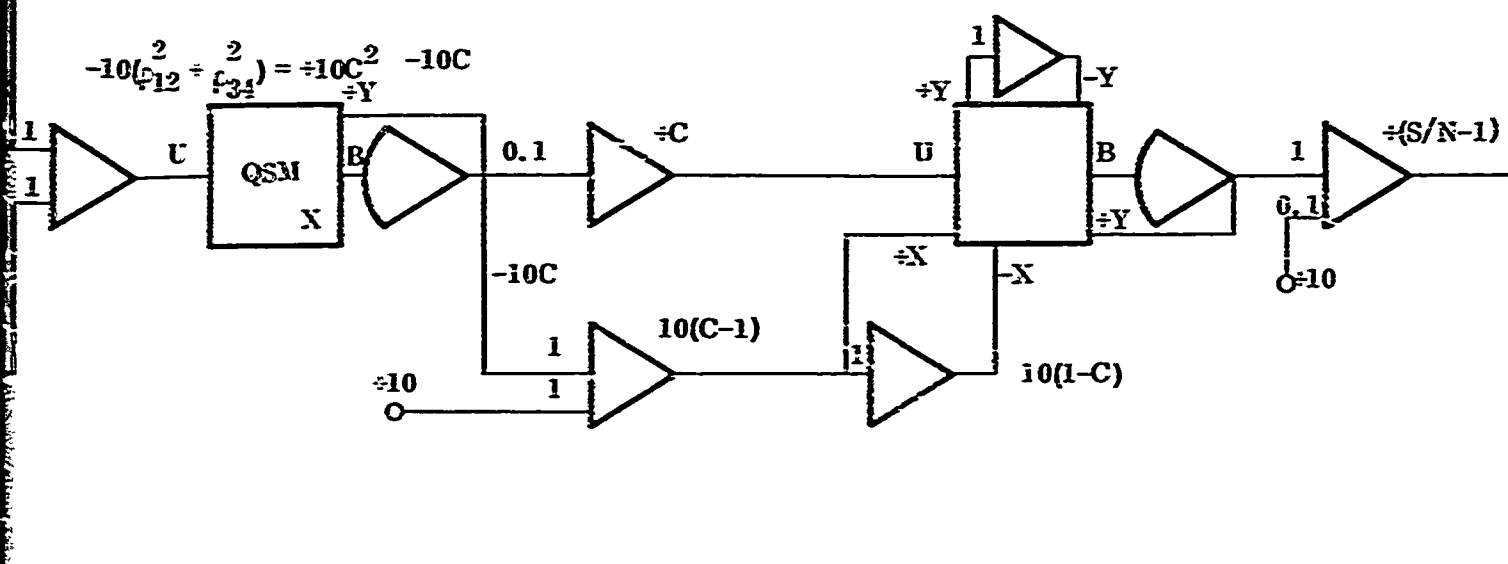 -10(ρ₁₂² + ρ₃₄²) = +10C²
-10C
+Y
1
1
U
QSM
X
B
0.1
+C
-10C
+10
1
1
10(C-1)
1
10(1-C)
1
+Y
-Y
U
B
+X
-X
+Y
1
0.1
+10
+(S/N-1)